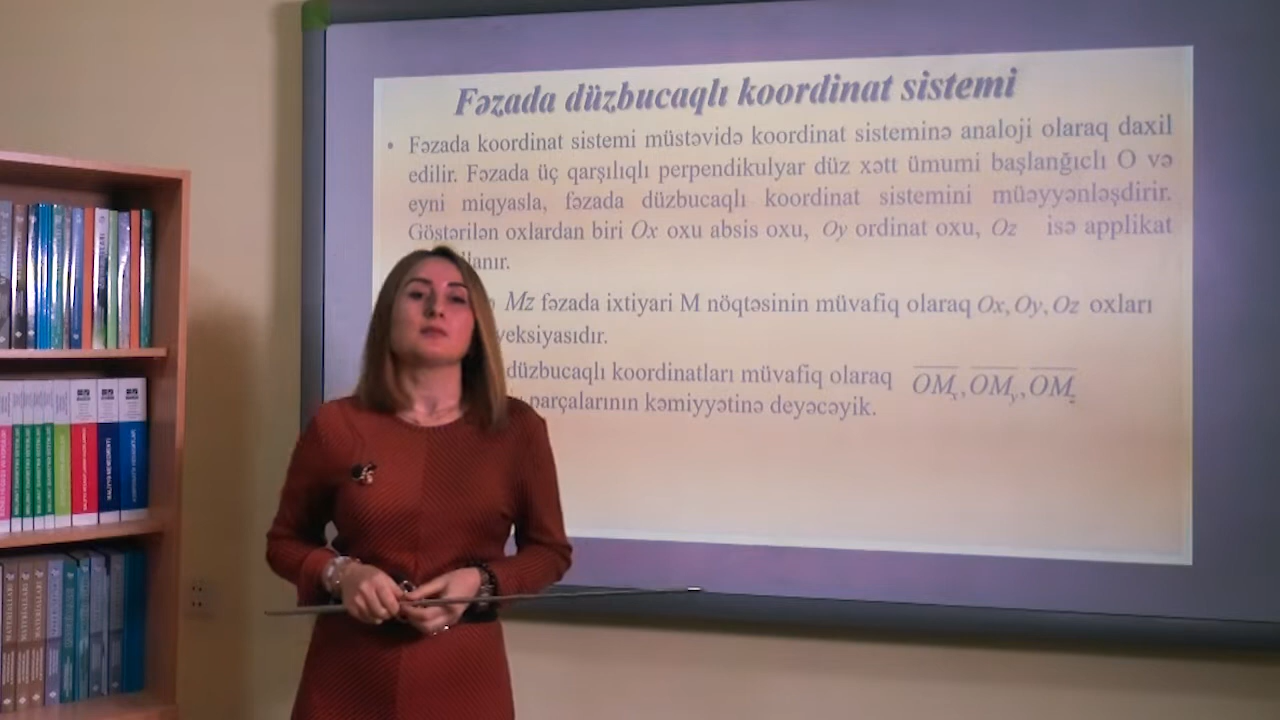 Fəzada düzbucaqlı koordinat sistemi
• Fəzada koordinat sistemi müstəvidə koordinat sisteminə analoji olaraq daxil
edilir. Fəzada üç qarşılıqlı perpendikulyar düz xətt ümumi başlanğıclı O və
eyni miqyasla, fəzada düzbucaqlı koordinat sistemini müəyyənləşdirir.
Göstərilən oxlardan biri Ox oxu absis oxu, Oy ordinat oxu, Oz isə applikat
lanır.
Mz fəzada ixtiyari M nöqtəsinin müvafiq olaraq Ox, Oy, Oz oxları
yeksiyasıdır.
düzbucaqlı koordinatları müvafiq olaraq OMx, OMy, OMz
parçalarının kəmiyyətinə deyəcəyik.